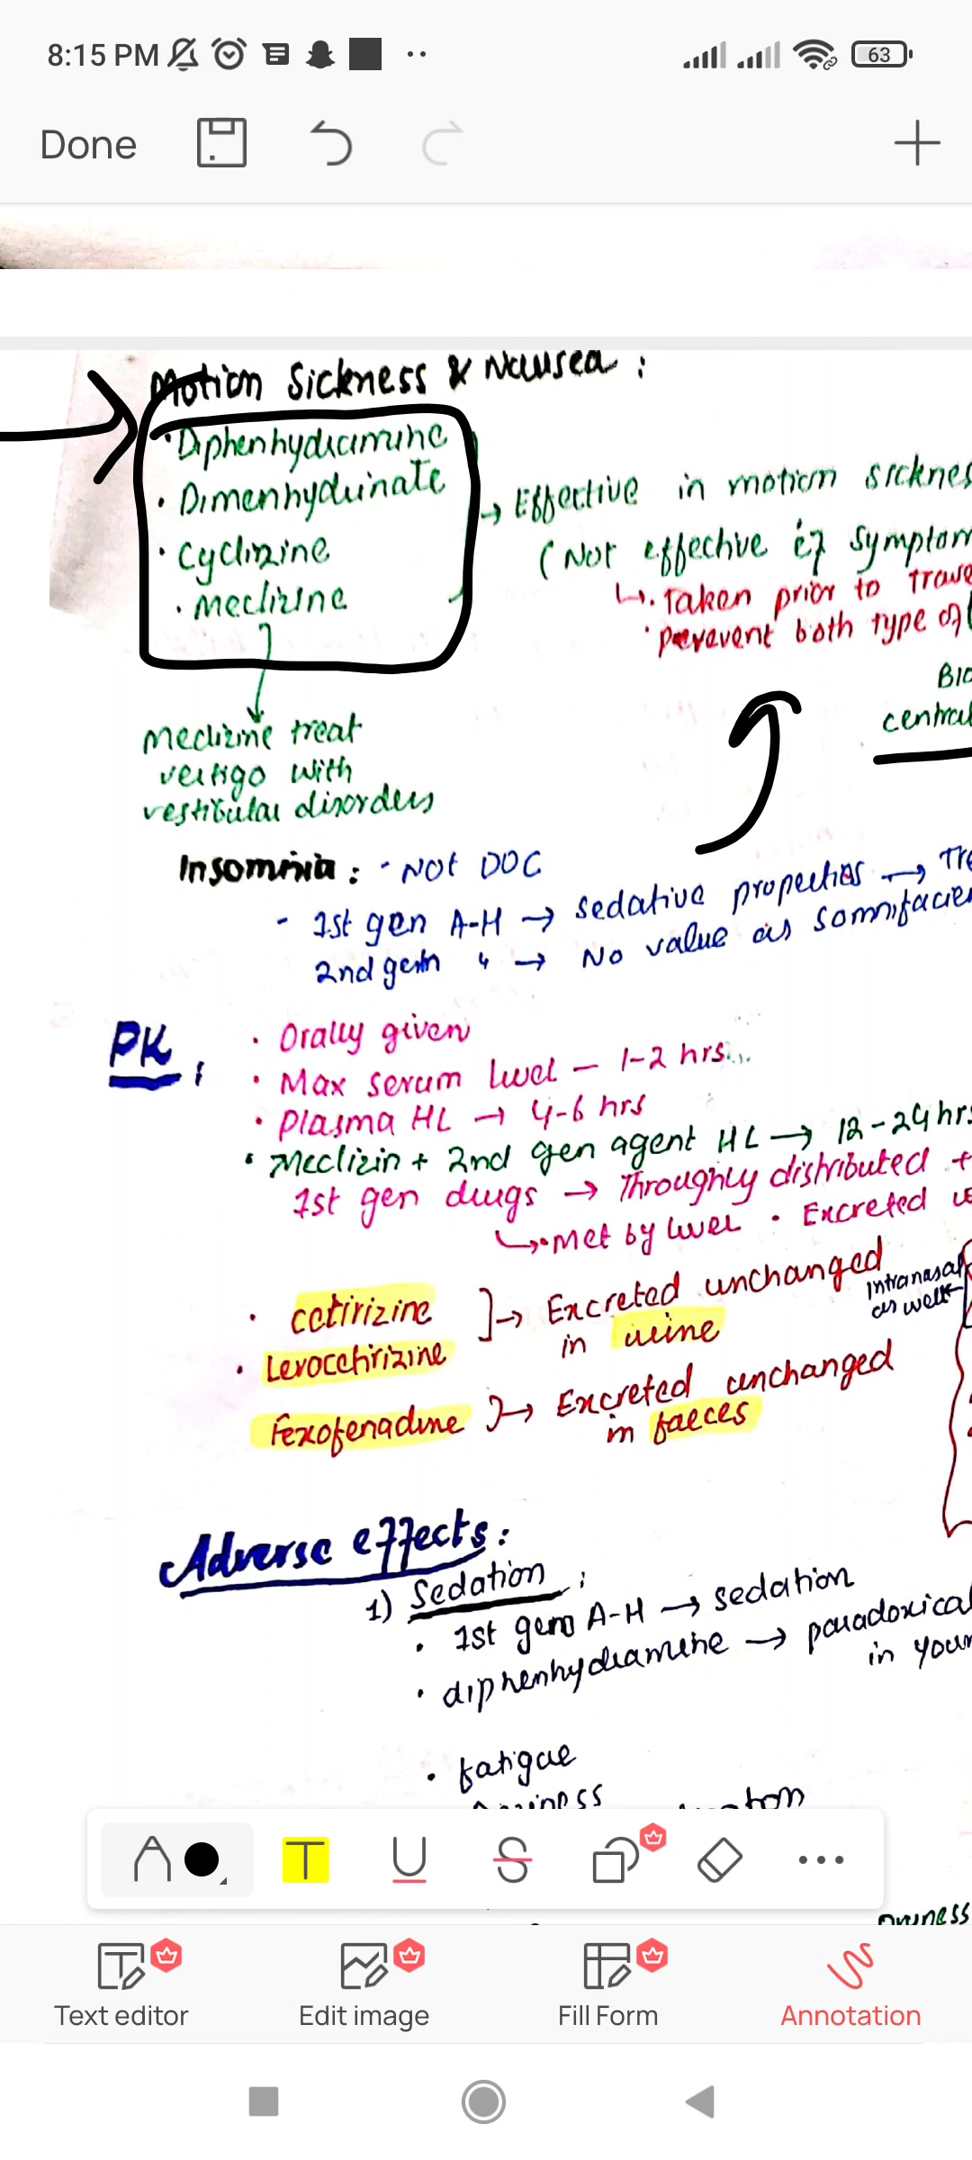 8:15 PM
63
Done
Motion Sickness & Nausea :
· Diphenhydramine
· Dimenhydrinate
· Cyclizine
· Meclizine
→ Effective in motion sicknes
(Not effective if symptom
↳ · Taken prior to trave
· prevent both type of
Blo
central
meclizine treat
vertigo with
vestibular disorders
Insomnia : - NOT DOC
- 1st gen A-H → sedative properties → Tre
2nd gen " → No value as somnifacien
PK :
· Orally given
· Max serum level – 1-2 hrs
· Plasma HL → 4-6 hrs
· Meclizin + 2nd gen agent HL → 12-24 hrs
1st gen drugs → Throughly distributed +
↳ · Met by liver · Excreted
Intranasal
as well
· cetirizine ]→ Excreted unchanged
· Levocetirizine in urine
Fexofenadine }→ Excreted unchanged
in faeces
Adverse effects :
1) Sedation :
· 1st gen A-H → sedation
· diphenhydramine → paradoxical
in youn
· fatigue
T
U
S
Text editor
Edit image
Fill Form
Annotation